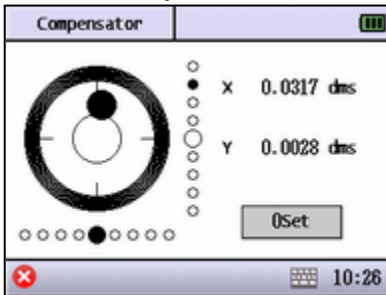 Compensator
X 0.0317 dms
Y 0.0028 dms
0Set
10:26